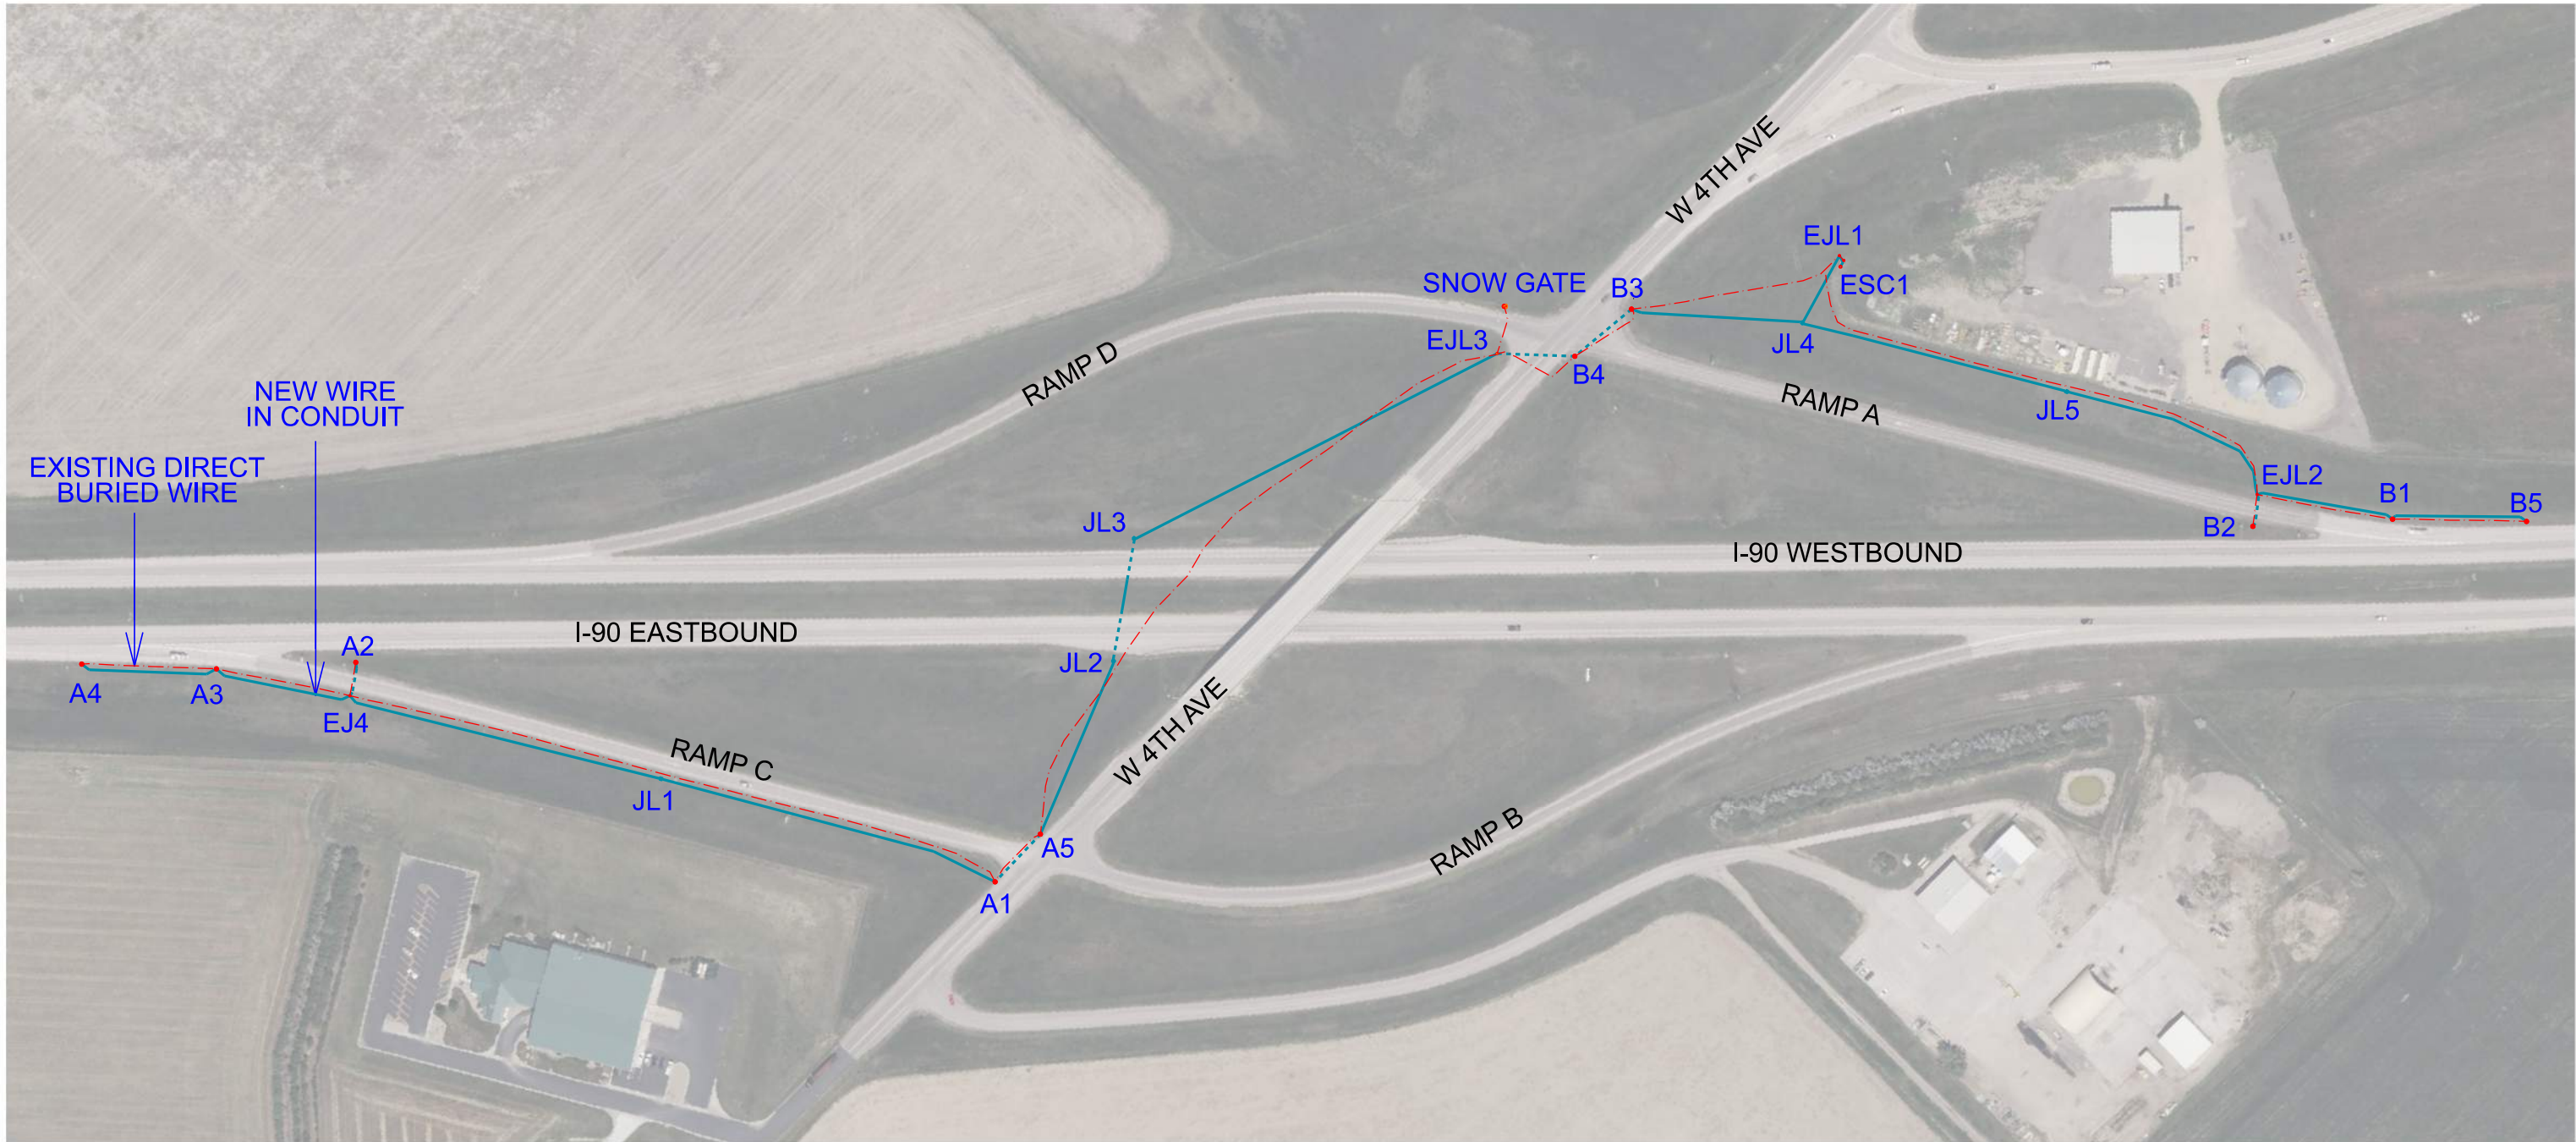 W 4TH AVE
EJL1
ESC1
SNOW GATE
B3
EJL3
JL4
B4
RAMP D
RAMP A
JL5
NEW WIRE
IN CONDUIT
EXISTING DIRECT
BURIED WIRE
EJL2
B1
B5
B2
JL3
I-90 WESTBOUND
I-90 EASTBOUND
A2
JL2
A4
A3
EJ4
W 4TH AVE
RAMP C
JL1
RAMP B
A5
A1